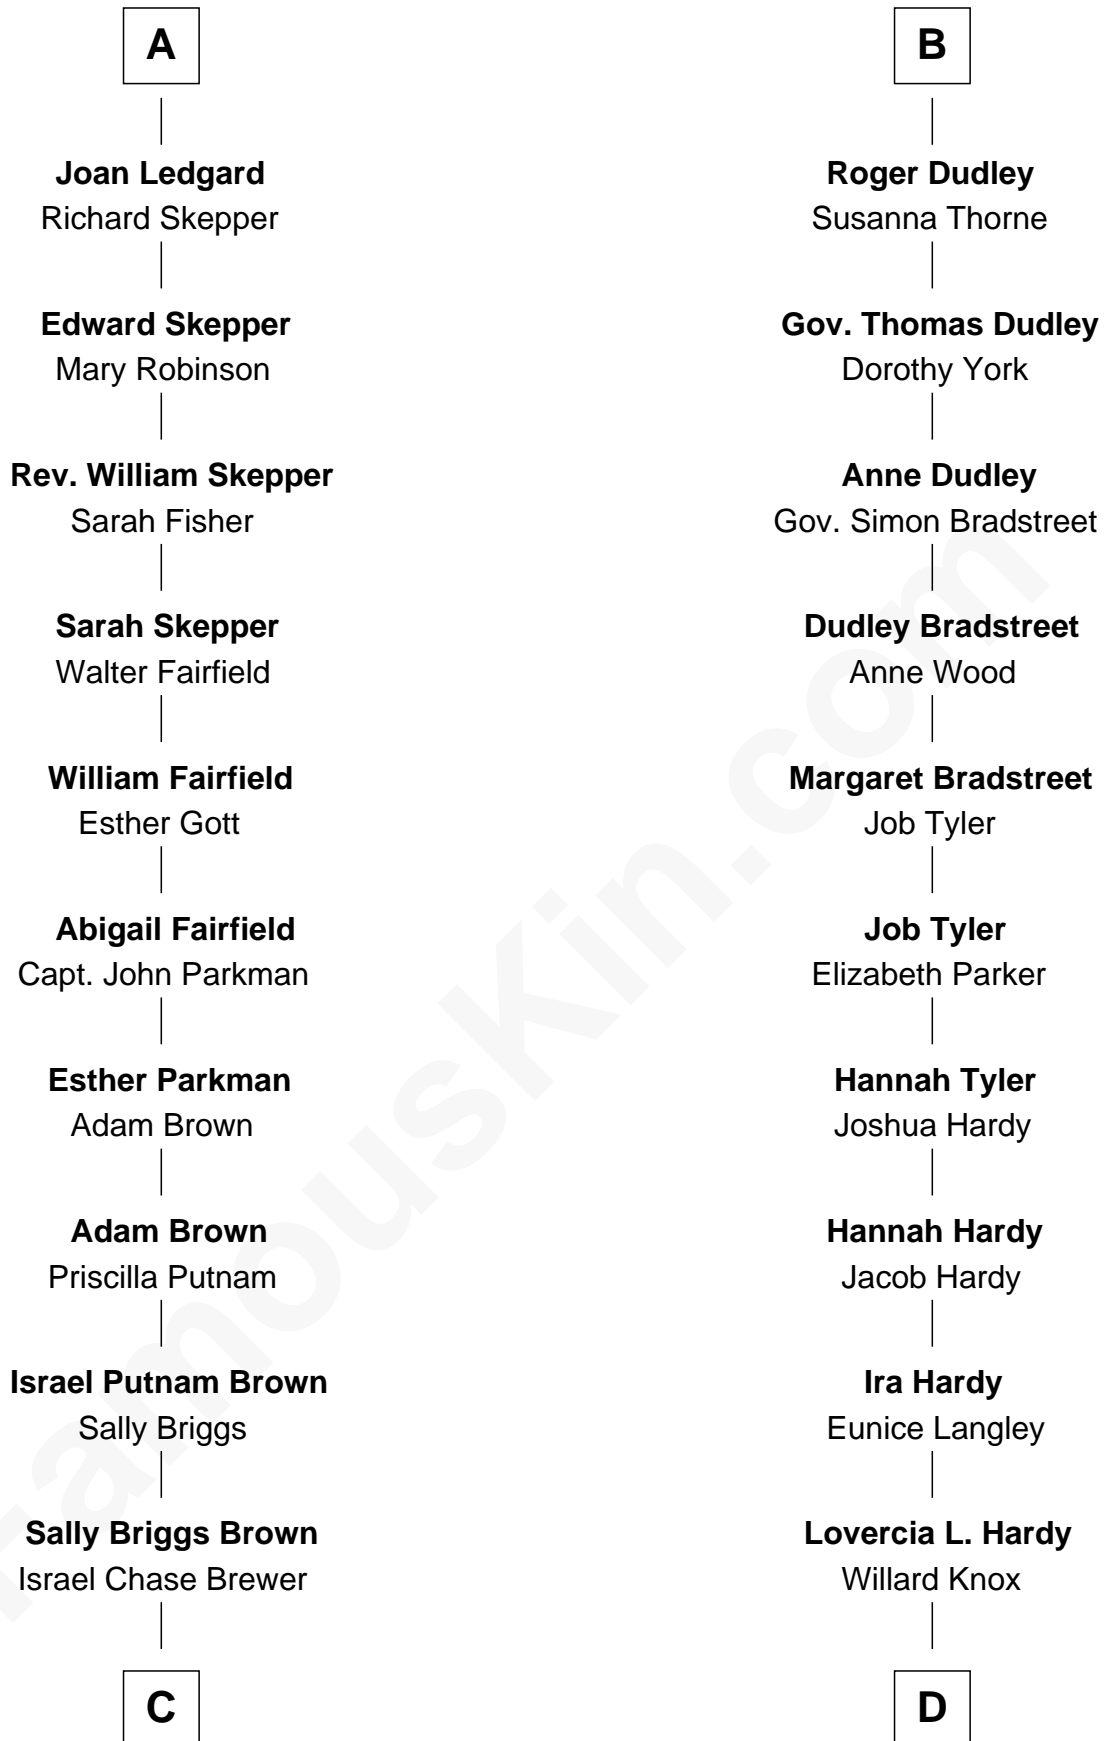 A
Joan Ledgard
Richard Skepper
Edward Skepper
Mary Robinson
Rev. William Skepper
Sarah Fisher
Sarah Skepper
Walter Fairfield
William Fairfield
Esther Gott
Abigail Fairfield
Capt. John Parkman
Esther Parkman
Adam Brown
Adam Brown
Priscilla Putnam
Israel Putnam Brown
Sally Briggs
Sally Briggs Brown
Israel Chase Brewer
C
B
Roger Dudley
Susanna Thorne
Gov. Thomas Dudley
Dorothy York
Anne Dudley
Gov. Simon Bradstreet
Dudley Bradstreet
Anne Wood
Margaret Bradstreet
Job Tyler
Job Tyler
Elizabeth Parker
Hannah Tyler
Joshua Hardy
Hannah Hardy
Jacob Hardy
Ira Hardy
Eunice Langley
Lovercia L. Hardy
Willard Knox
D
FamousKin.com